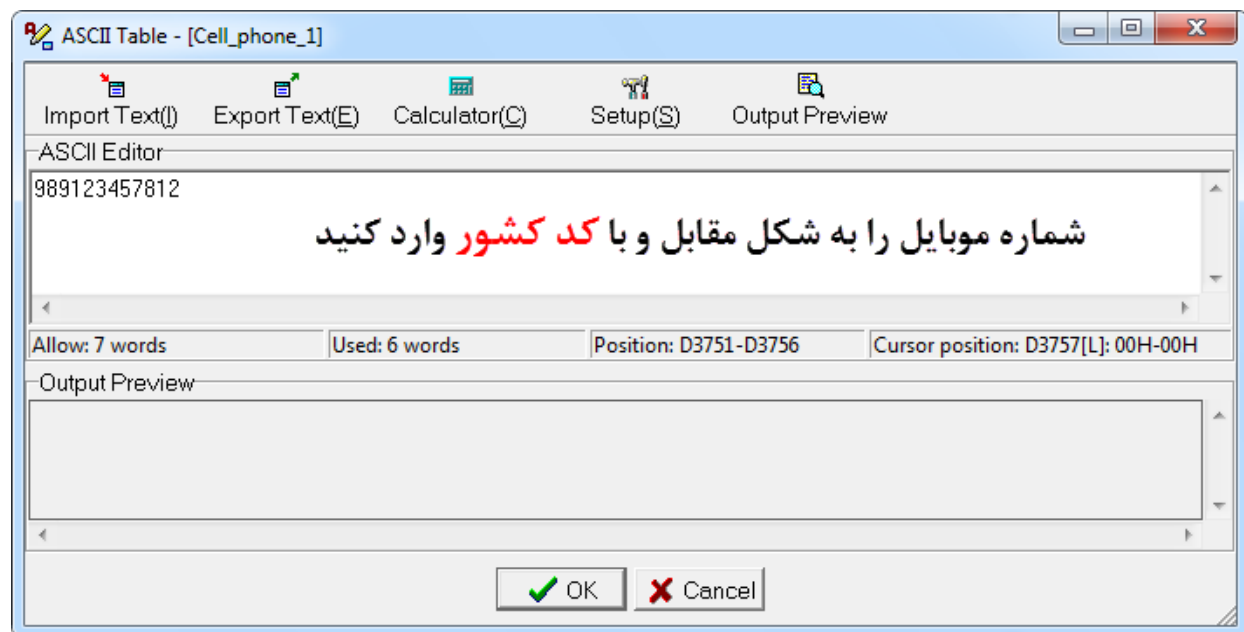 ASCII Table - [Cell_phone_1]
Import Text(I) Export Text(E) Calculator(C) Setup(S) Output Preview
ASCII Editor
989123457812
شماره موبایل را به شکل مقابل و با کد کشور وارد کنید
Allow: 7 words Used: 6 words Position: D3751-D3756 Cursor position: D3757[L]: 00H-00H
Output Preview
OK Cancel